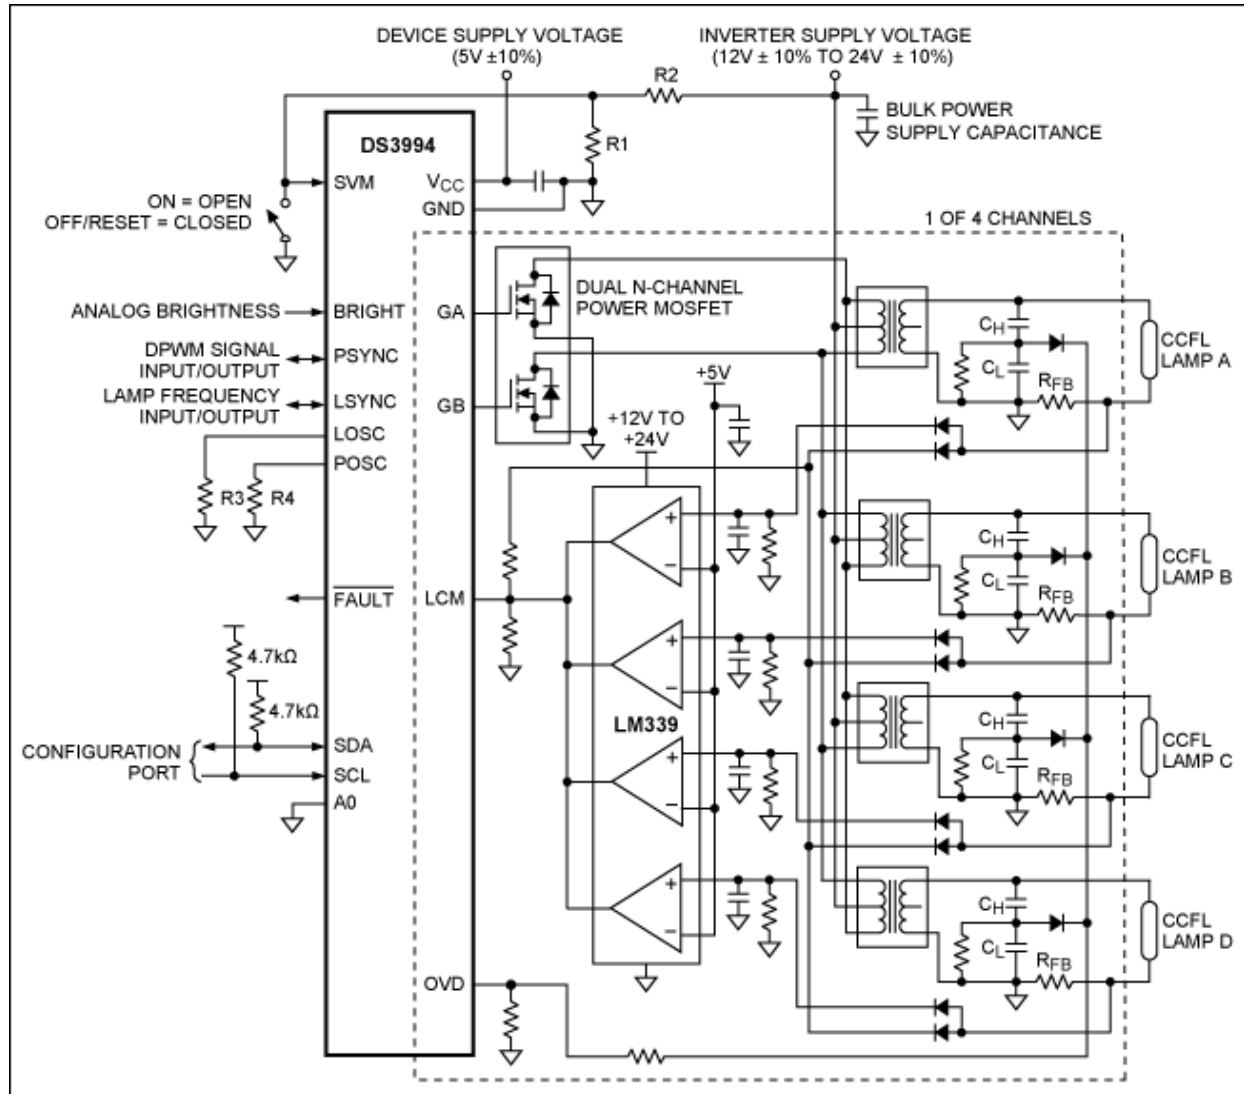 DEVICE SUPPLY VOLTAGE
(5V ±10%)
INVERTER SUPPLY VOLTAGE
(12V ± 10% TO 24V ± 10%)
R2
BULK POWER
SUPPLY CAPACITANCE
R1
DS3994
SVM
VCC
GND
ON = OPEN
OFF/RESET = CLOSED
1 OF 4 CHANNELS
DUAL N-CHANNEL
POWER MOSFET
ANALOG BRIGHTNESS
BRIGHT
GA
DPWM SIGNAL
INPUT/OUTPUT
PSYNC
LAMP FREQUENCY
INPUT/OUTPUT
LSYNC
GB
LOSC
POSC
R3
R4
+5V
+12V TO
+24V
CH
CL
RFB
CCFL
LAMP A
+
−
CH
CL
RFB
CCFL
LAMP B
FAULT
LCM
+
−
4.7kΩ
4.7kΩ
LM339
CH
CL
RFB
CCFL
LAMP C
CONFIGURATION
PORT
SDA
SCL
A0
+
−
+
−
CH
CL
RFB
CCFL
LAMP D
OVD